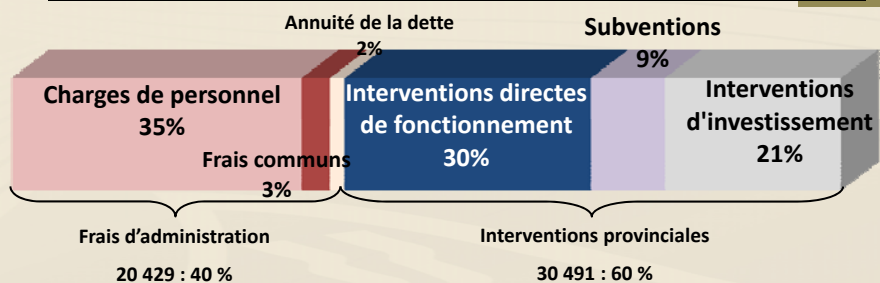 Annuité de la dette
2%
Subventions
9%
Charges de personnel
35%
Frais communs
3%
Interventions directes
de fonctionnement
30%
Interventions
d'investissement
21%
Frais d’administration
20 429 : 40 %
Interventions provinciales
30 491 : 60 %